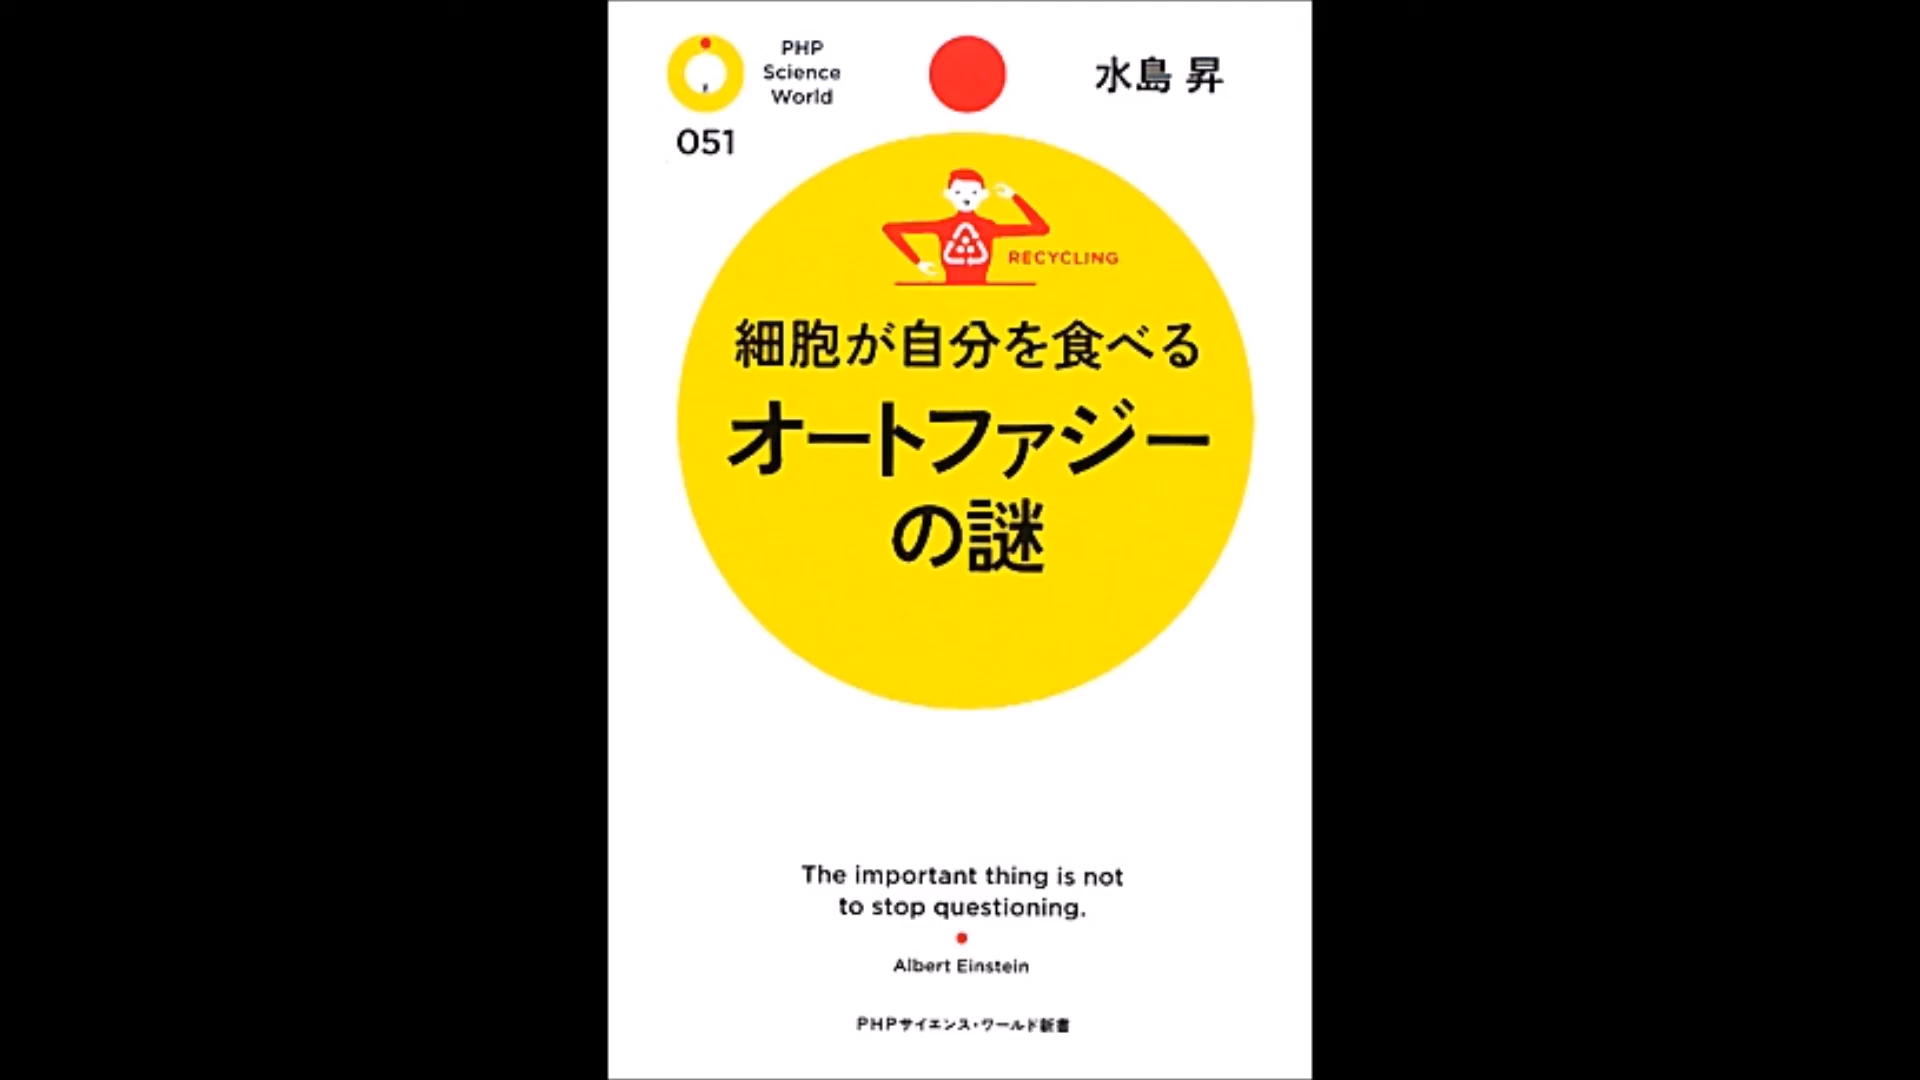 PHP
Science
World
051
水島 昇
RECYCLING
細胞が自分を食べる
オートファジー
の謎
The important thing is not
to stop questioning.
Albert Einstein
PHPサイエンス・ワールド新書